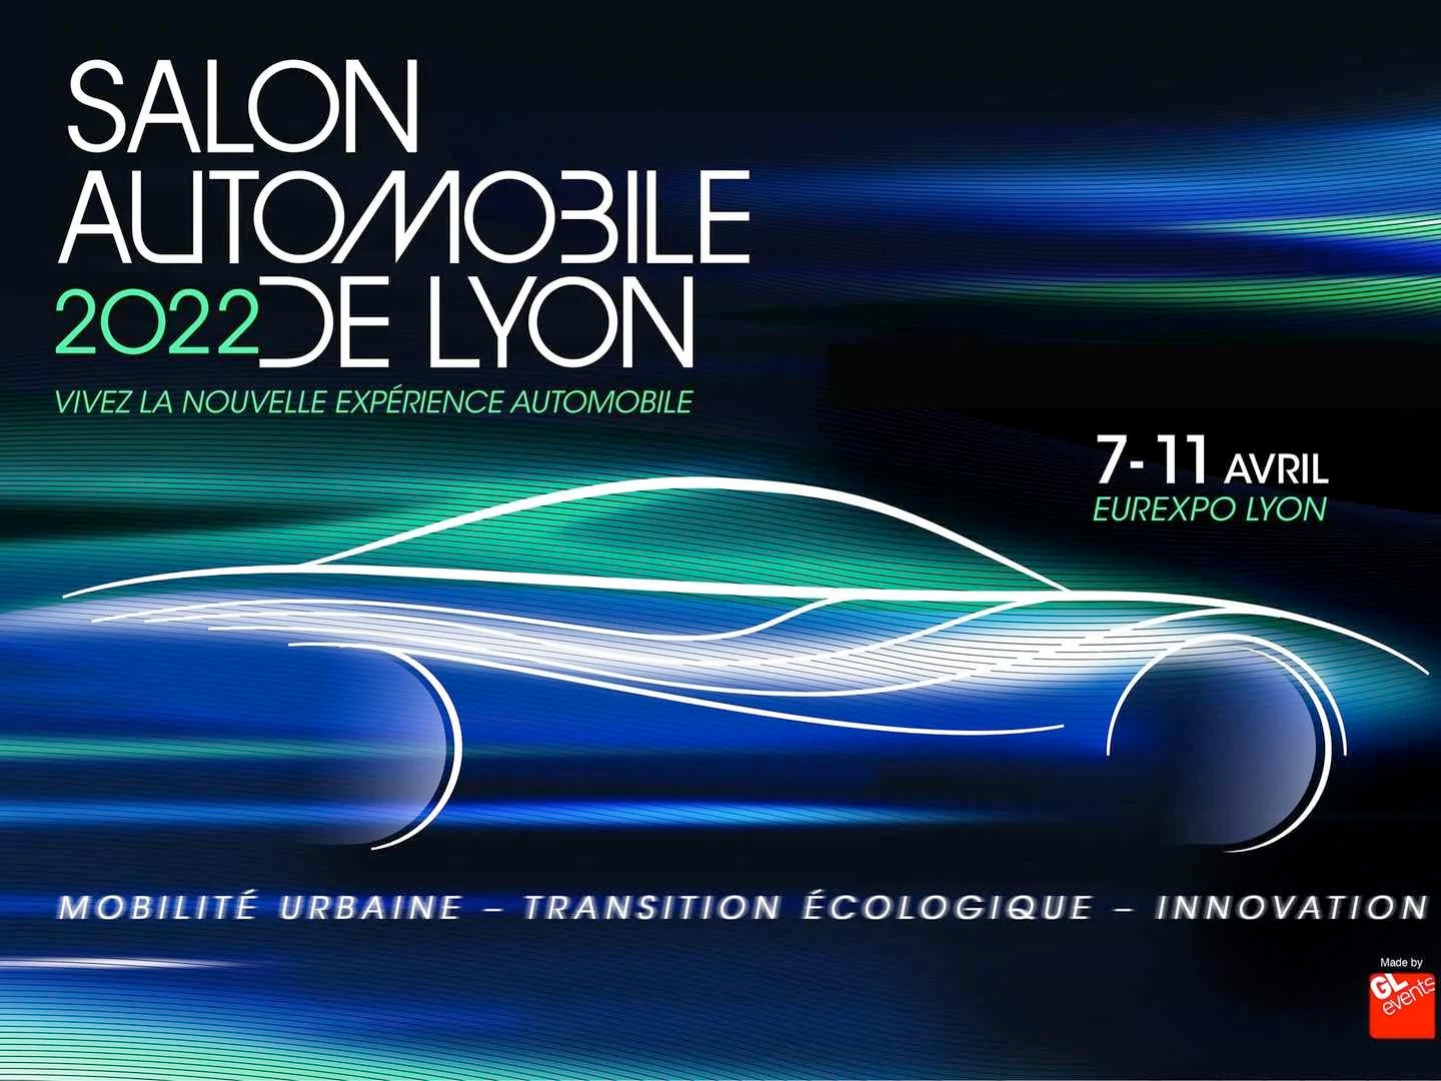 SALON
AUTOMOBILE
2022 DE LYON
VIVEZ LA NOUVELLE EXPÉRIENCE AUTOMOBILE
7-11 AVRIL
EUREXPO LYON
MOBILITÉ URBAINE – TRANSITION ÉCOLOGIQUE – INNOVATION
Made by
GL
events